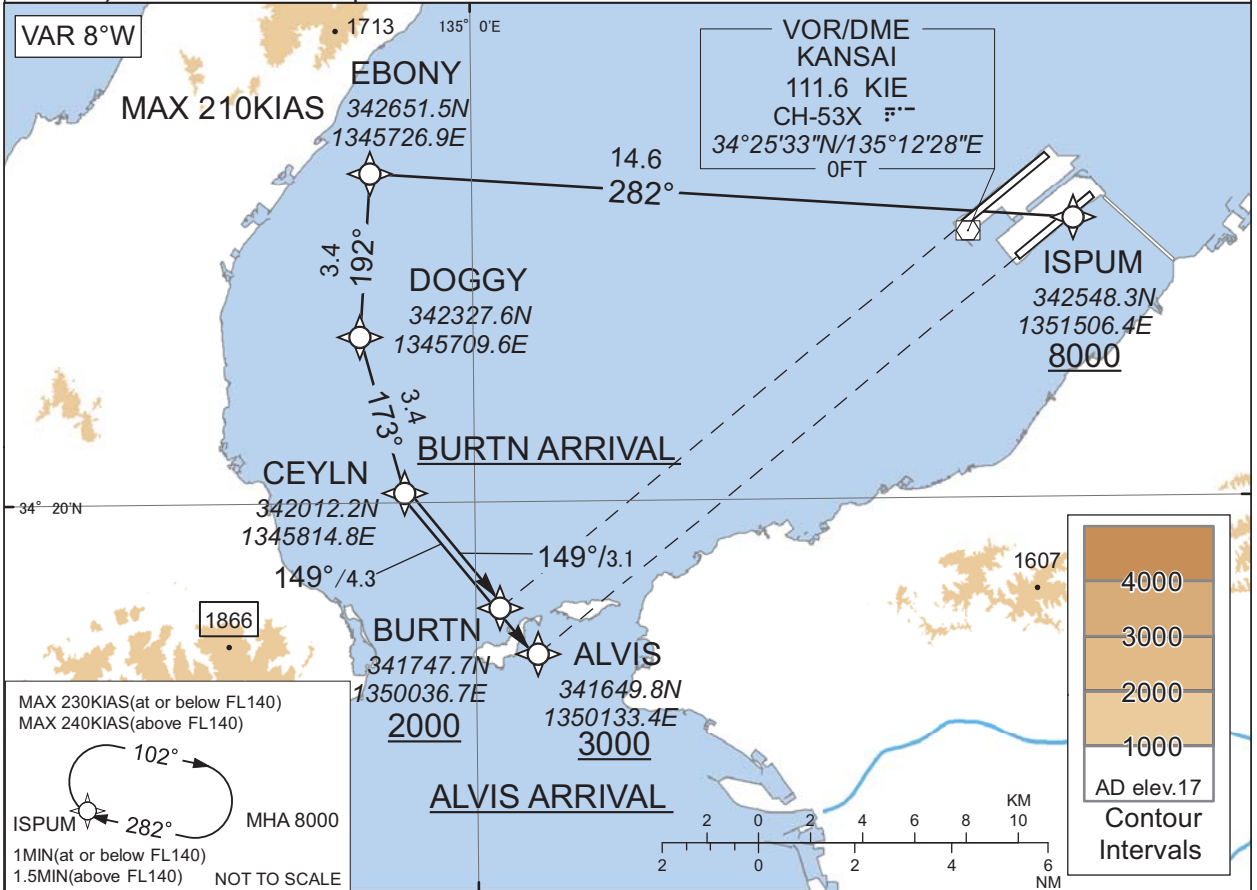 VAR 8°W
1713
135° 0'E
VOR/DME
KANSAI
111.6 KIE
CH-53X
34°25'33"N/135°12'28"E
0FT
EBONY
MAX 210KIAS
342651.5N
1345726.9E
14.6
282°
3.4
192°
DOGGY
342327.6N
1345709.6E
ISPUM
342548.3N
1351506.4E
8000
3.4
173°
BURTN ARRIVAL
CEYLN
342012.2N
1345814.8E
34° 20'N
149°/4.3
149°/3.1
1607
1866
BURTN
341747.7N
1350036.7E
2000
ALVIS
341649.8N
1350133.4E
3000
ALVIS ARRIVAL
MAX 230KIAS(at or below FL140)
MAX 240KIAS(above FL140)
102°
ISPUM
282°
MHA 8000
1MIN(at or below FL140)
1.5MIN(above FL140)
NOT TO SCALE
KM
2 0 2 4 6 8 10
2 0 2 4 6
NM
4000
3000
2000
1000
AD elev.17
Contour
Intervals